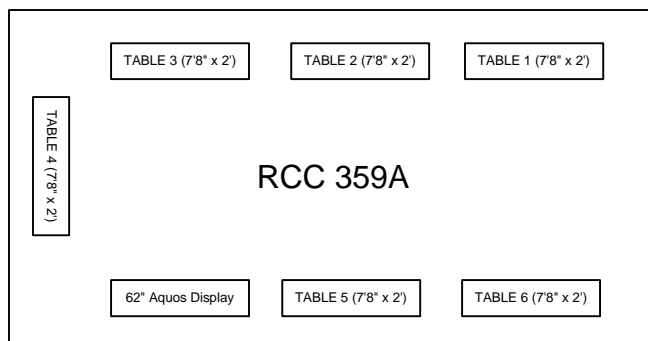 TABLE 3 (7'8" x 2')
TABLE 2 (7'8" x 2')
TABLE 1 (7'8" x 2')
TABLE 4 (7'8" x 2')
RCC 359A
62" Aquos Display
TABLE 5 (7'8" x 2')
TABLE 6 (7'8" x 2')